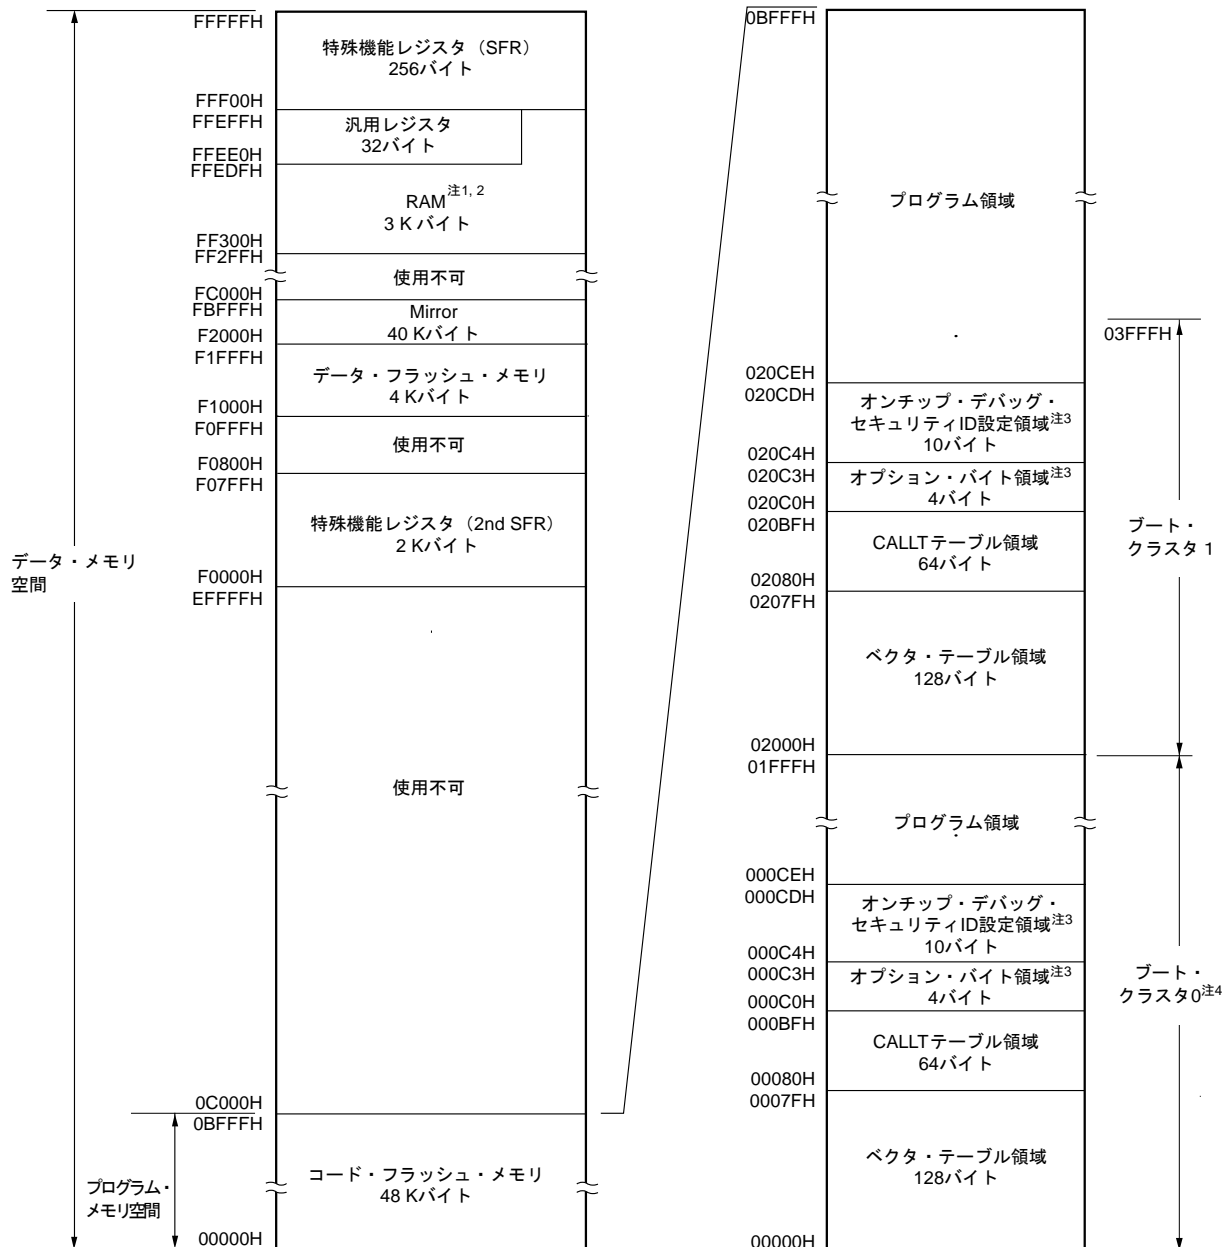 FFFFFH
特殊機能レジスタ（SFR）
256バイト
FFF00H
FFEFFH
汎用レジスタ
32バイト
FFEE0H
FFEDFH
RAM注1, 2
3 K バイト
FF300H
FF2FFH
使用不可
FC000H
FBFFFH
Mirror
40 Kバイト
F2000H
F1FFFH
データ・フラッシュ・メモリ
4 Kバイト
F1000H
F0FFFH
使用不可
F0800H
F07FFH
特殊機能レジスタ（2nd SFR）
2 Kバイト
データ・メモリ
空間
F0000H
EFFFFH
使用不可
0C000H
0BFFFH
コード・フラッシュ・メモリ
48 Kバイト
プログラム・
メモリ空間
00000H
0BFFFH
プログラム領域
03FFFH
020CEH
020CDH
オンチップ・デバッグ・
セキュリティID設定領域注3
10バイト
020C4H
020C3H
オプション・バイト領域注3
4バイト
020C0H
020BFH
CALLTテーブル領域
64バイト
ブート・
クラスタ 1
02080H
0207FH
ベクタ・テーブル領域
128バイト
02000H
01FFFH
プログラム領域
000CEH
000CDH
オンチップ・デバッグ・
セキュリティID設定領域注3
10バイト
000C4H
000C3H
オプション・バイト領域注3
4バイト
ブート・
クラスタ0注4
000C0H
000BFH
CALLTテーブル領域
64バイト
00080H
0007FH
ベクタ・テーブル領域
128バイト
00000H